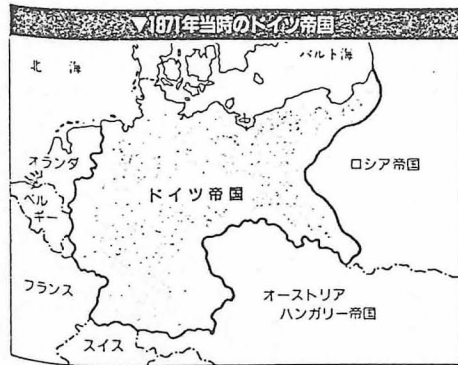 ▼1871年当時のドイツ帝国
北海
バルト海
オランダ
ロシア帝国
ベル
ギー
ドイツ帝国
フランス
オーストリア
ハンガリー帝国
スイス